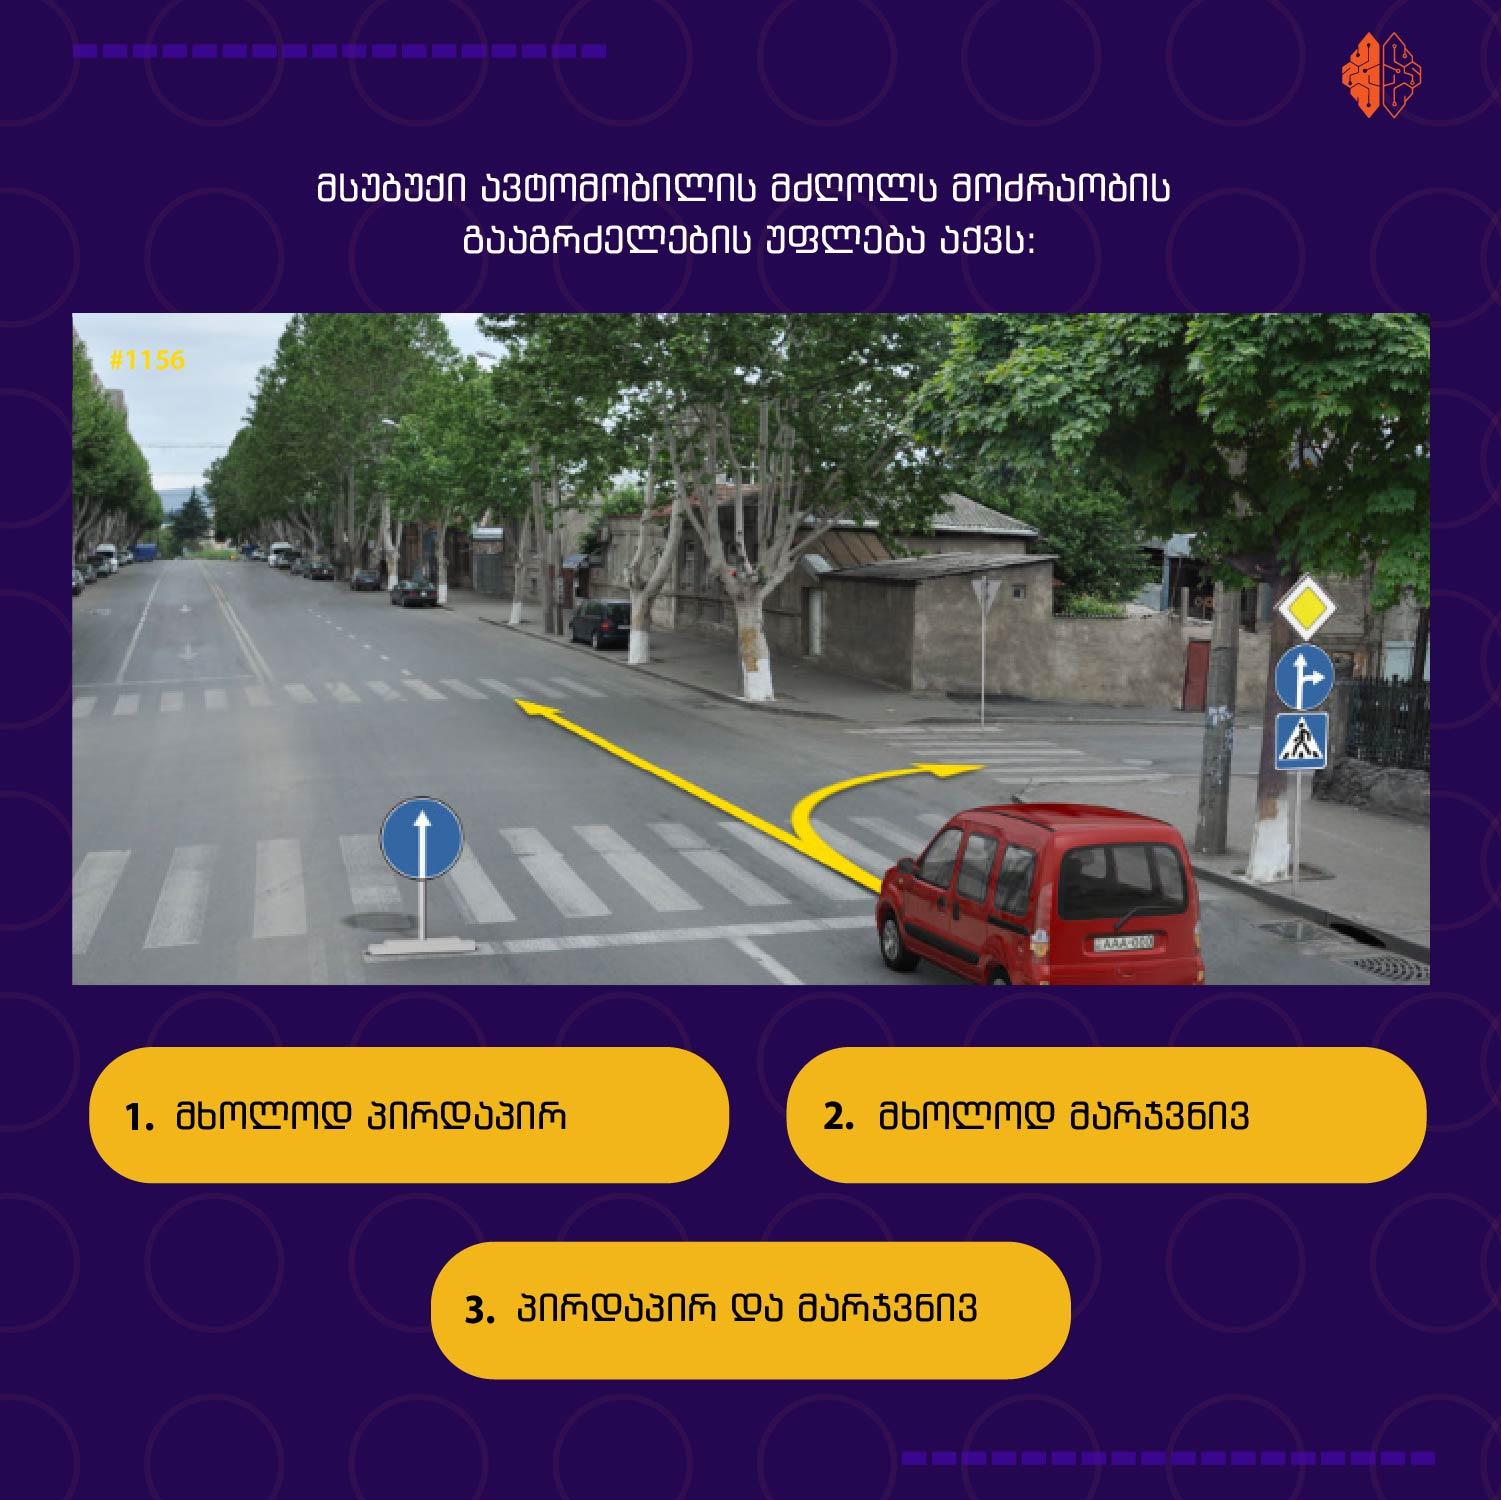 მსუბუქი ავტომობილის მძღოლს მოძრაობის
გააგრძელების უფლება აქვს:
#1156
AAA-000
1. მხოლოდ პირდაპირ
2. მხოლოდ მარჯვნივ
3. პირდაპირ და მარჯვნივ